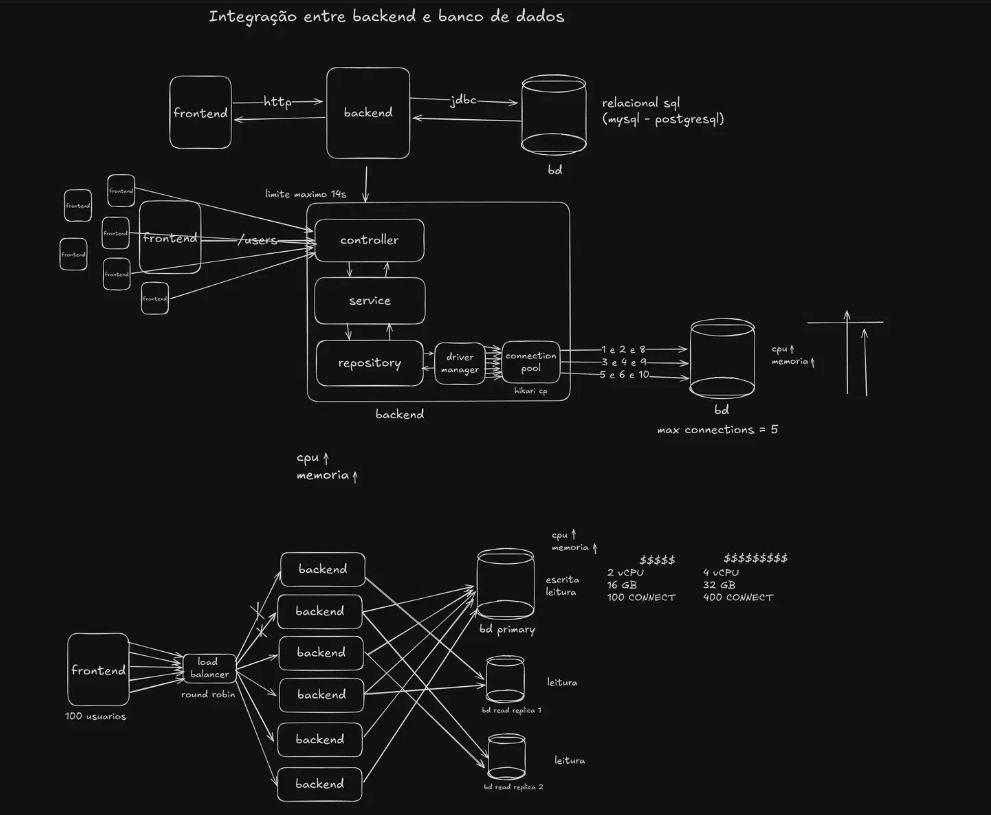 Integração entre backend e banco de dados
frontend
http
backend
jdbc
relacional sql
(mysql - postgresql)
bd
limite maximo 14s
frontend
frontend
frontend
frontend
frontend
frontend
frontend
/users
controller
service
repository
driver
manager
connection
pool
hikari cp
backend
1 e 2 e 8
3 e 4 e 9
5 e 6 e 10
bd
max connections = 5
cpu ↑
memoria ↑
cpu ↑
memoria ↑
frontend
100 usuarios
load
balancer
round robin
backend
backend
backend
backend
backend
backend
cpu ↑
memoria ↑
escrita
leitura
bd primary
$$$$$
2 vCPU
16 GB
100 CONNECT
$$$$$$$$$
4 vCPU
32 GB
400 CONNECT
leitura
bd read replica 1
leitura
bd read replica 2